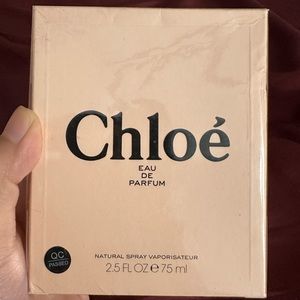 Chloé
EAU
DE
PARFUM
QC
PASSED
NATURAL SPRAY VAPORISATEUR
2.5 FL OZ ℮ 75 ml